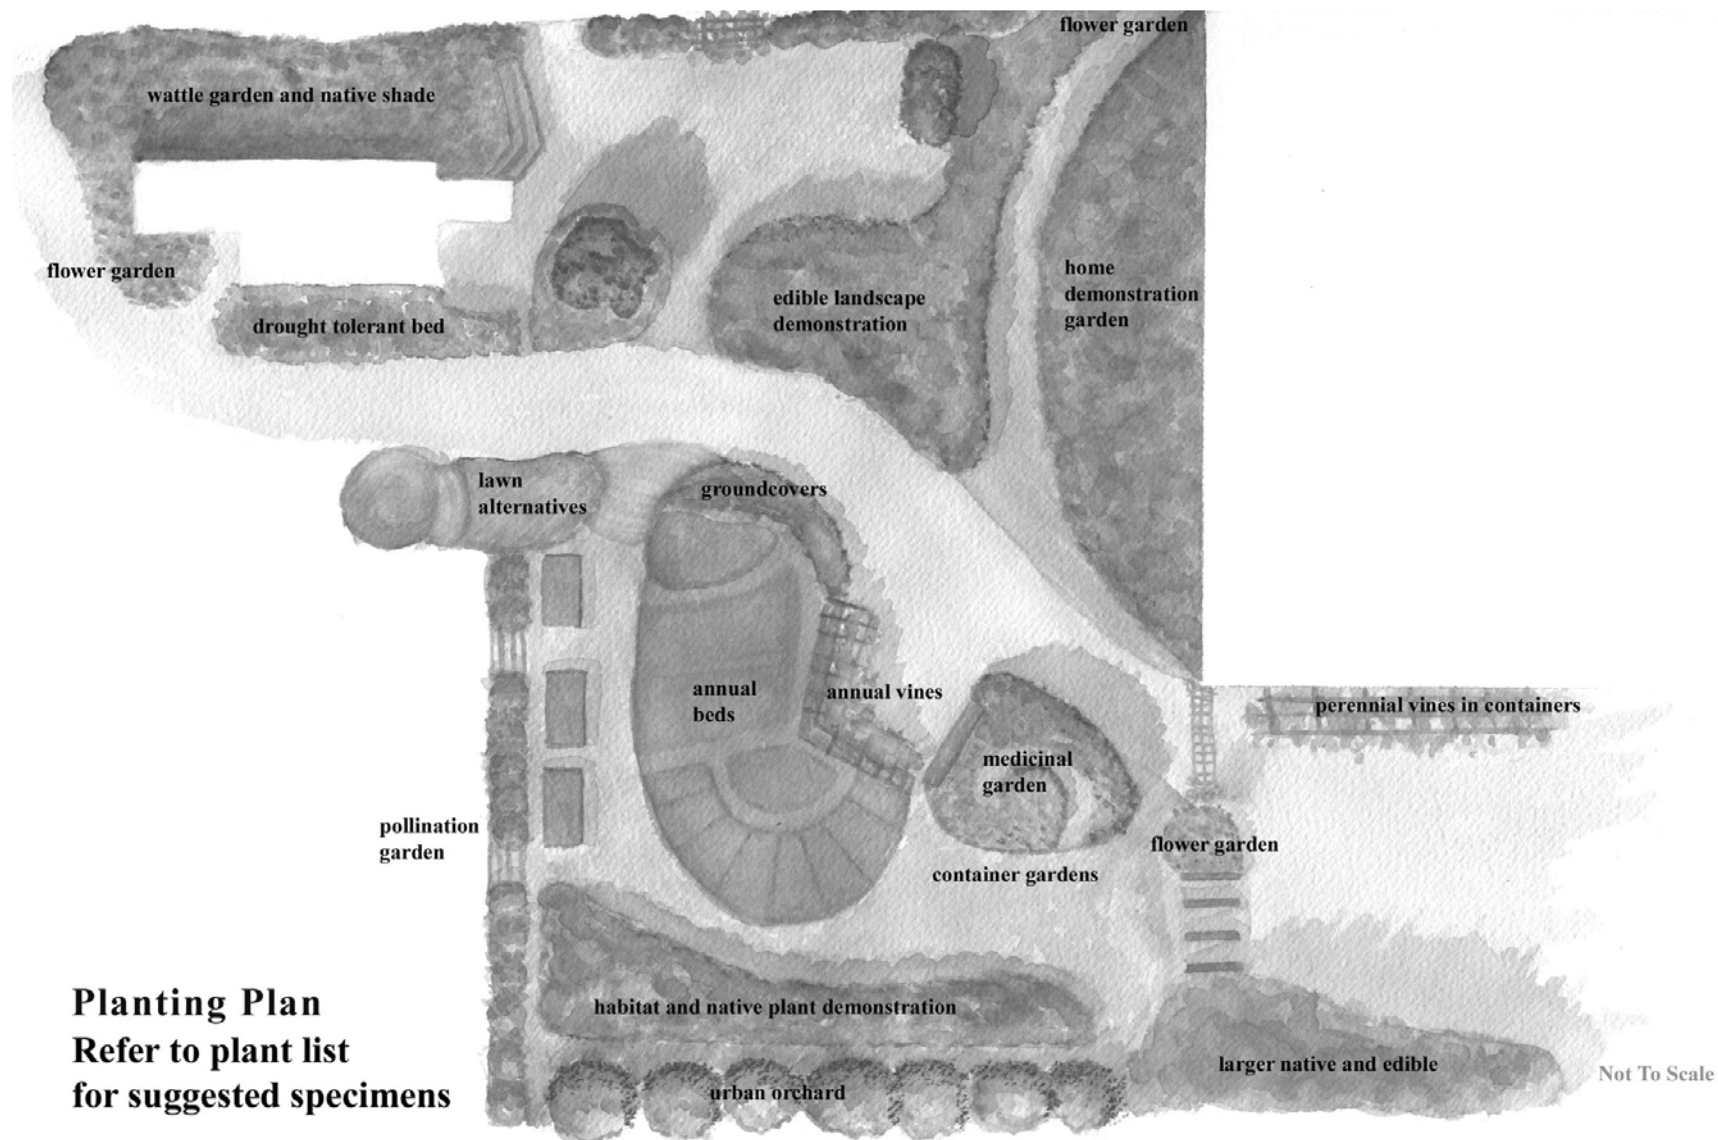 flower garden
wattle garden and native shade
flower garden
drought tolerant bed
edible landscape
demonstration
home
demonstration
garden
lawn
alternatives
groundcovers
annual
beds
annual vines
perennial vines in containers
medicinal
garden
pollination
garden
flower garden
container gardens
habitat and native plant demonstration
larger native and edible
urban orchard
Planting Plan
Refer to plant list
for suggested specimens
Not To Scale